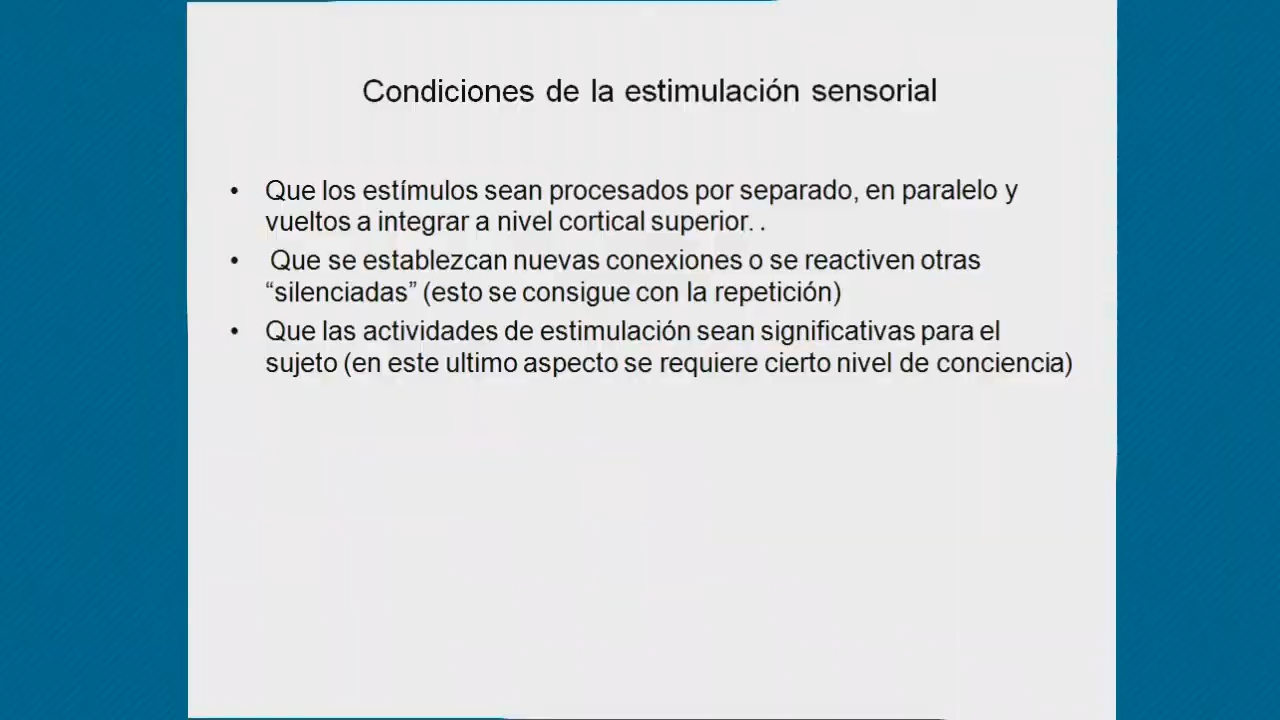 Condiciones de la estimulación sensorial
• Que los estímulos sean procesados por separado, en paralelo y
vueltos a integrar a nivel cortical superior. .
• Que se establezcan nuevas conexiones o se reactiven otras
“silenciadas” (esto se consigue con la repetición)
• Que las actividades de estimulación sean significativas para el
sujeto (en este ultimo aspecto se requiere cierto nivel de conciencia)